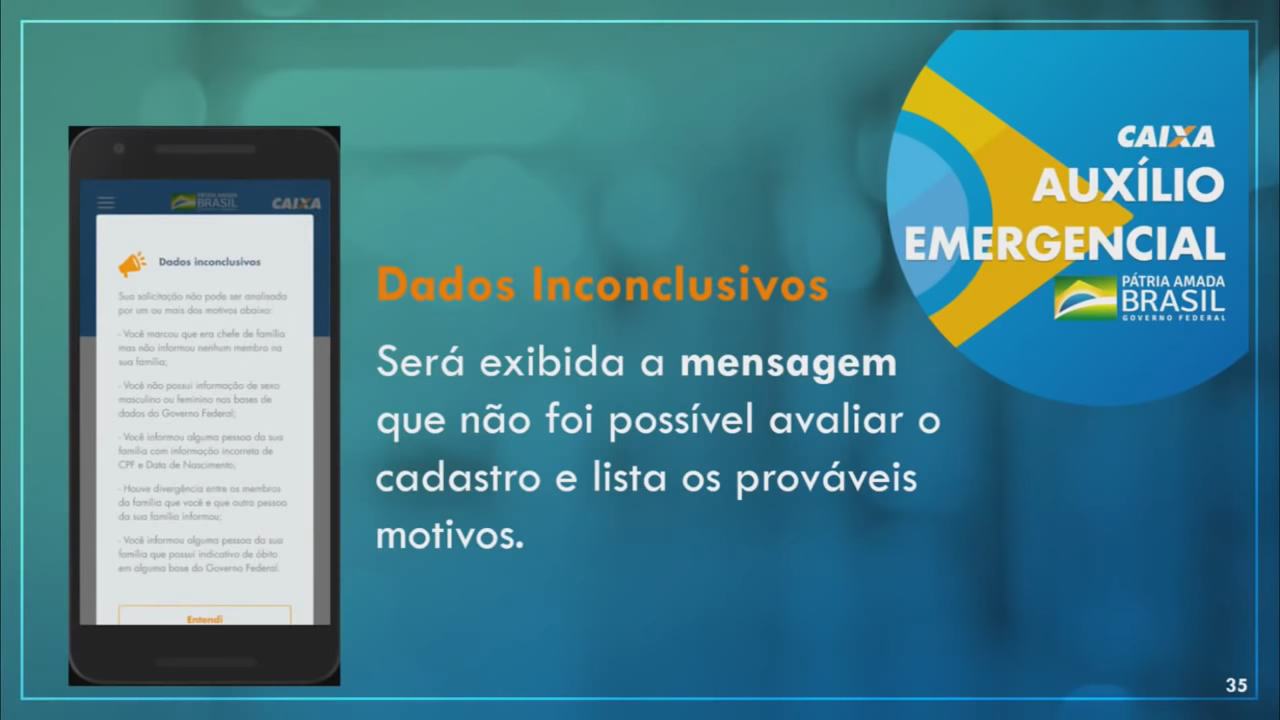 PÁTRIA AMADA
BRASIL
CAIXA
Dados inconclusivos
Sua solicitação não pode ser analisada
por um ou mais dos motivos abaixo:
- Você marcou que era chefe de família
mas não informou nenhum membro na
sua família;
- Você não possui informação de sexo
masculino ou feminino nas bases de
dados do Governo Federal;
- Você informou alguma pessoa da sua
família com informação incorreta de
CPF e Data de Nascimento;
- Houve divergência entre os membros
da família que você e que outra pessoa
da sua família informou;
- Você informou alguma pessoa da sua
família que possui indicativo de óbito
em alguma base do Governo Federal.
Entendi
Dados Inconclusivos
Será exibida a mensagem
que não foi possível avaliar o
cadastro e lista os prováveis
motivos.
CAIXA
AUXÍLIO
EMERGENCIAL
PÁTRIA AMADA
BRASIL
GOVERNO FEDERAL
35